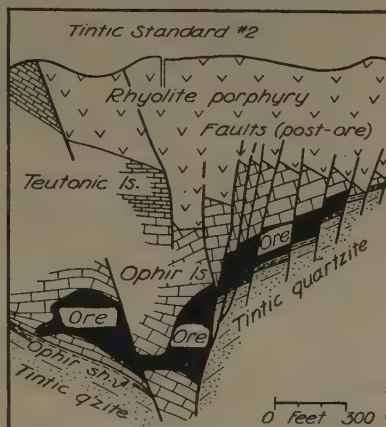 Tintic Standard #2
Rhyolite porphyry
Faults (post-ore)
Teutonic ls.
Ore
Ophir ls
Ore
Ore
Tintic quartzite
Ophir sh.
Tintic qzite
0 Feet 300